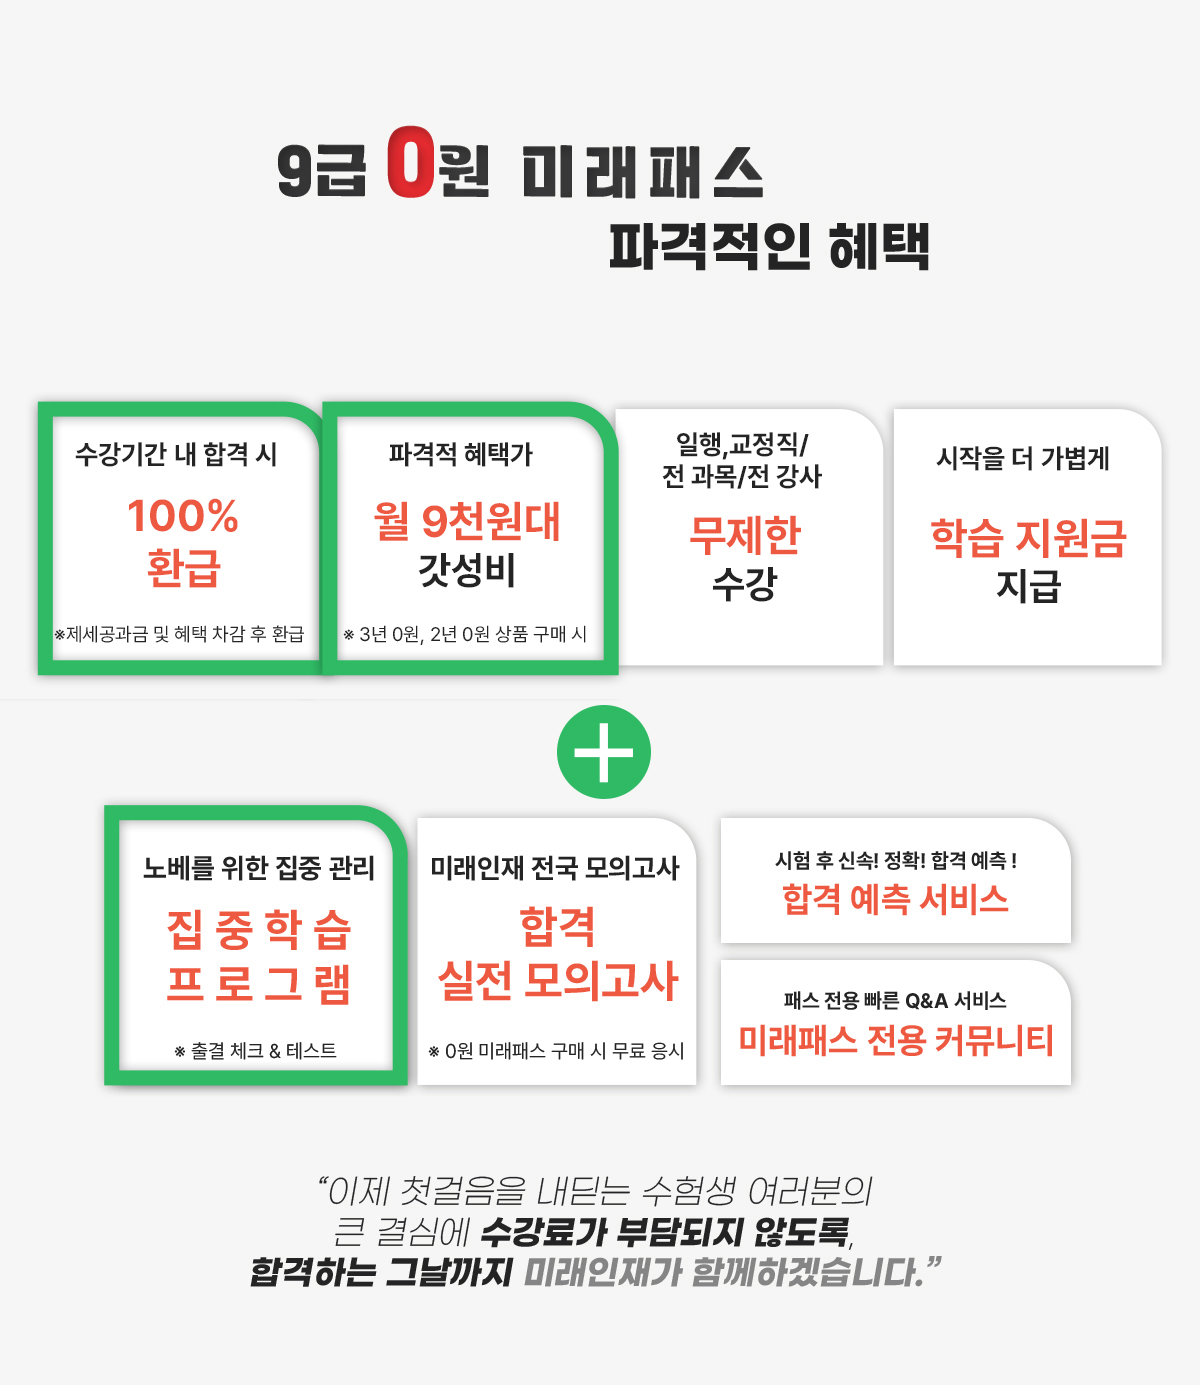 9급 0원 미래패스
파격적인 혜택
수강기간 내 합격 시
100%
환급
※제세공과금 및 혜택 차감 후 환급
파격적 혜택가
월 9천원대
갓성비
※ 3년 0원, 2년 0원 상품 구매 시
일행,교정직/
전 과목/전 강사
무제한
수강
시작을 더 가볍게
학습 지원금
지급
노베를 위한 집중 관리
집중학습
프로그램
※ 출결 체크 & 테스트
미래인재 전국 모의고사
합격
실전 모의고사
※ 0원 미래패스 구매 시 무료 응시
시험 후 신속! 정확! 합격 예측 !
합격 예측 서비스
패스 전용 빠른 Q&A 서비스
미래패스 전용 커뮤니티
“이제 첫걸음을 내딛는 수험생 여러분의
큰 결심에 수강료가 부담되지 않도록,
합격하는 그날까지 미래인재가 함께하겠습니다.”